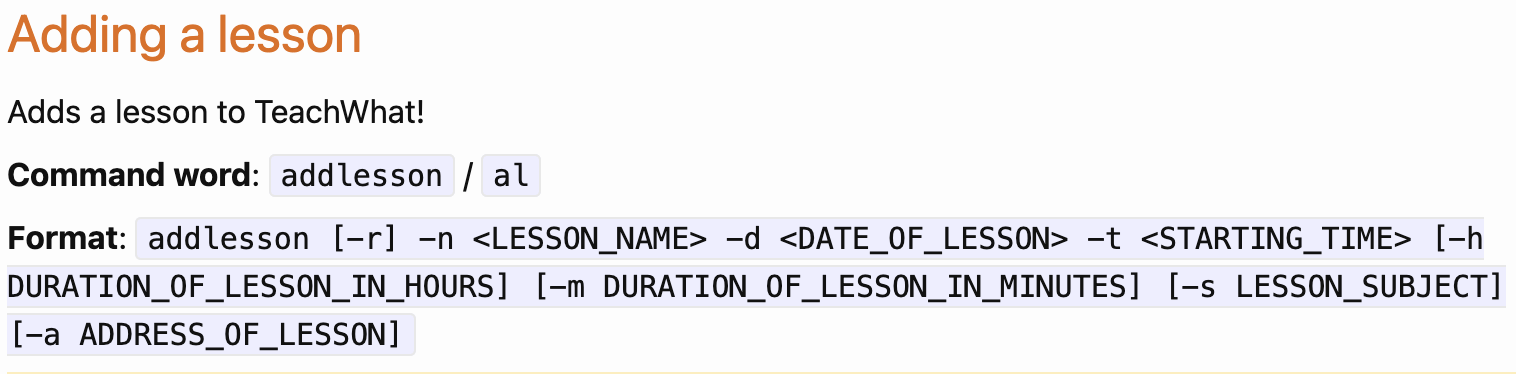 Adding a lesson
Adds a lesson to TeachWhat!
Command word: addlesson / al
Format: addlesson [-r] -n <LESSON_NAME> -d <DATE_OF_LESSON> -t <STARTING_TIME> [-h
DURATION_OF_LESSON_IN_HOURS] [-m DURATION_OF_LESSON_IN_MINUTES] [-s LESSON_SUBJECT]
[-a ADDRESS_OF_LESSON]